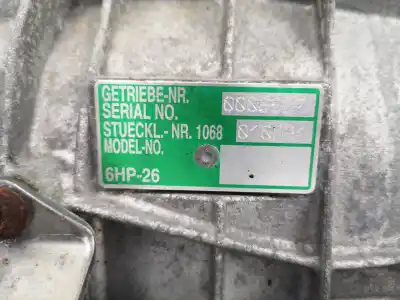 GETRIEBE-NR.
SERIAL NO.
STUECKL.- NR. 1068
MODEL-NO.
6HP-26